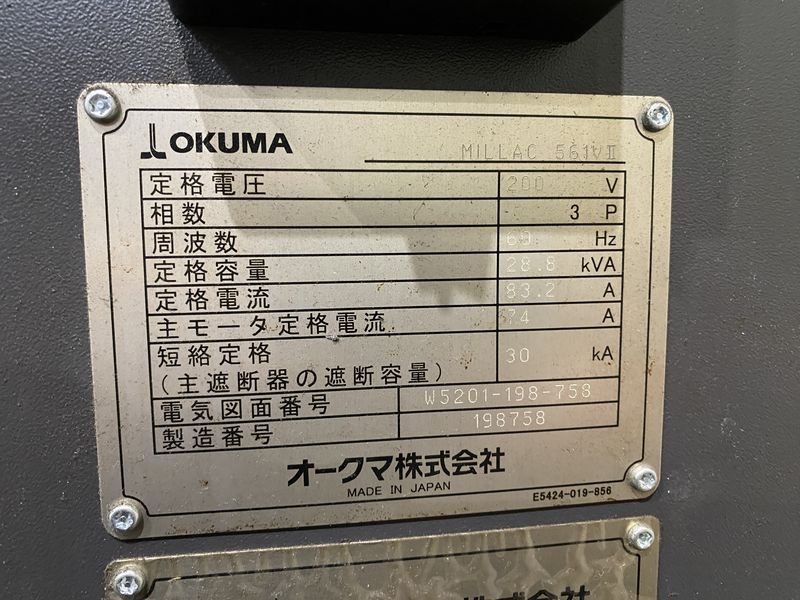 OKUMA
MILLAC 561VⅡ
定格電圧 200 V
相数 3 P
周波数 60 Hz
定格容量 28.8 kVA
定格電流 83.2 A
主モータ定格電流 74 A
短絡定格 30 kA
(主遮断器の遮断容量)
電気図面番号 W5201-198-758
製造番号 198758
オークマ株式会社
MADE IN JAPAN
E5424-019-856